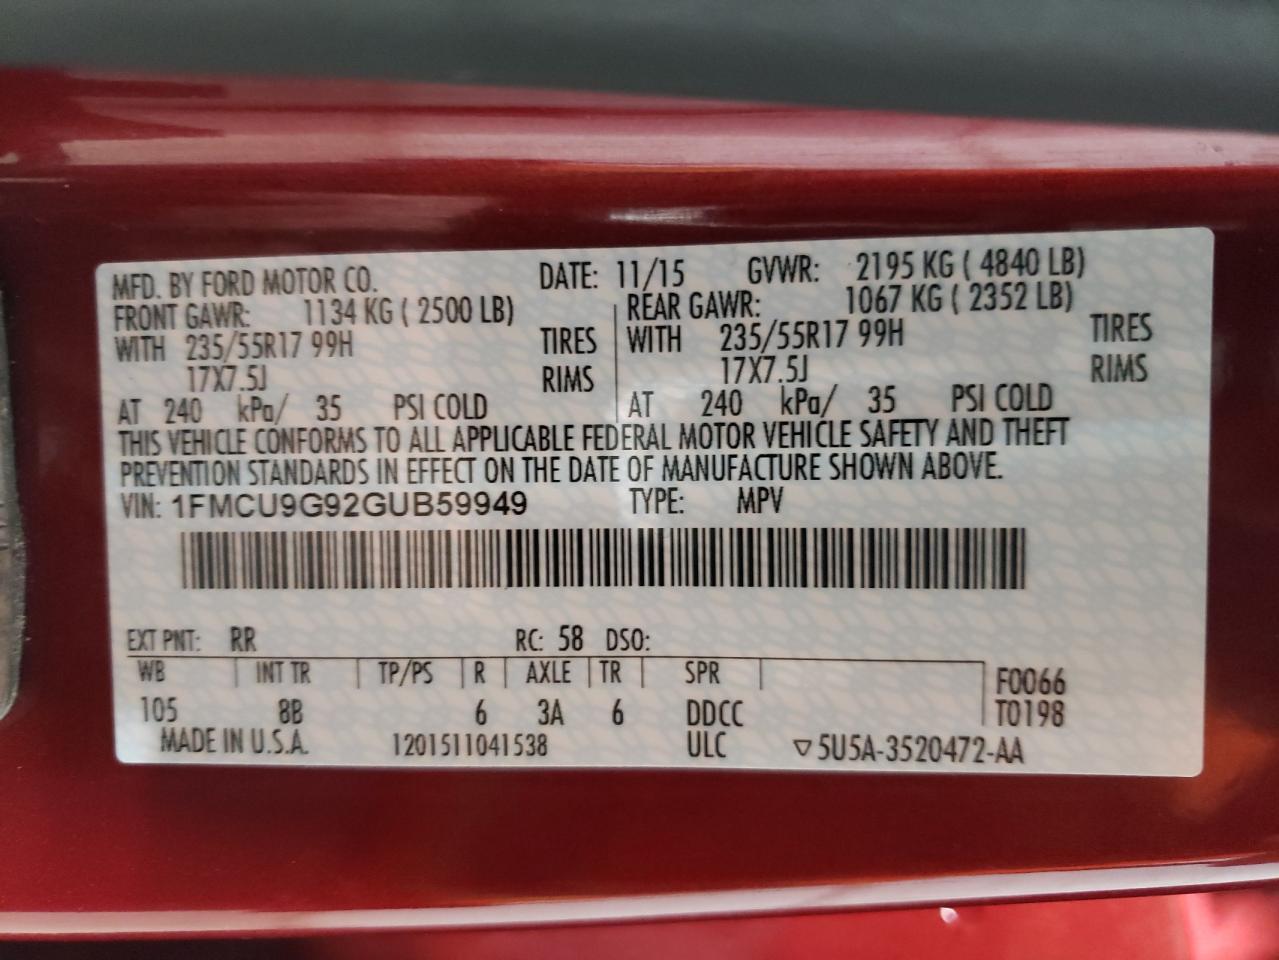 MFD. BY FORD MOTOR CO. DATE: 11/15 GVWR: 2195 KG ( 4840 LB)
FRONT GAWR: 1134 KG ( 2500 LB) REAR GAWR: 1067 KG ( 2352 LB)
WITH 235/55R17 99H TIRES WITH 235/55R17 99H TIRES
17X7.5J RIMS 17X7.5J RIMS
AT 240 kPa/ 35 PSI COLD AT 240 kPa/ 35 PSI COLD
THIS VEHICLE CONFORMS TO ALL APPLICABLE FEDERAL MOTOR VEHICLE SAFETY AND THEFT
PREVENTION STANDARDS IN EFFECT ON THE DATE OF MANUFACTURE SHOWN ABOVE.
VIN: 1FMCU9G92GUB59949 TYPE: MPV
EXT PNT: RR RC: 58 DSO:
WB INT TR TP/PS R AXLE TR SPR F0066
105 8B 6 3A 6 DDCC T0198
MADE IN U.S.A. 1201511041538 ULC ▽5U5A-3520472-AA